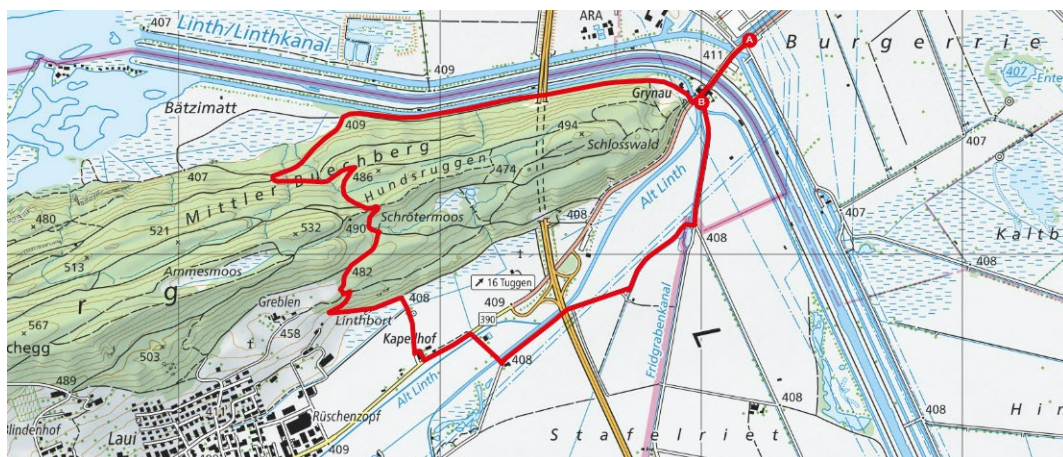 407
Linth/Linthkanal
ARA
A
Burgerrie
409
411
407
Ente
Bätzimatt
Grynau
B
409
494
Schlosswald
407
Mittler Buechberg
486
Hundsruggen
474
407
480
Schrötermoos
408
Alt Linth
407
521
532
490
408
Kaltb
513
Ammesmoos
482
16 Tuggen
408
r g
Greblen
408
409
Linthbort
390
567
458
Kapellhof
Fridgrabenkanal
chegg
503
408
489
Alt Linth
408
411
Rüschenzopf
Blindenhof
Laui
Stafelriet
Hir
409